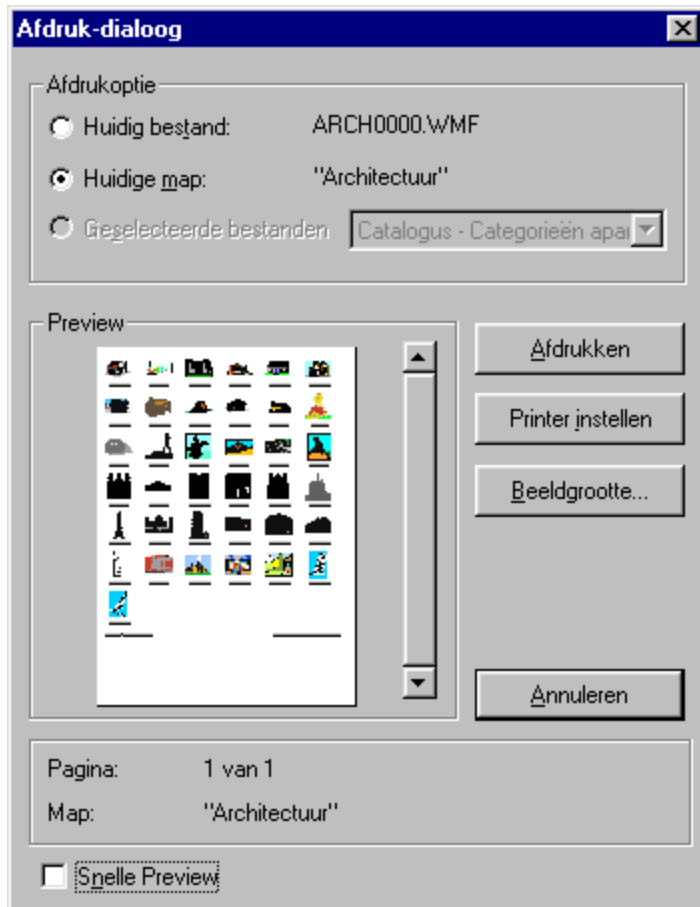 Afdruk-dialoog
Afdrukoptie
Huidig bestand: ARCH0000.WMF
Huidige map: "Architectuur"
Geselecteerde bestanden Catalogus - Categorieën apar
Preview
Afdrukken
Printer instellen
Beeldgrootte...
Annuleren
Pagina: 1 van 1
Map: "Architectuur"
Snelle Preview